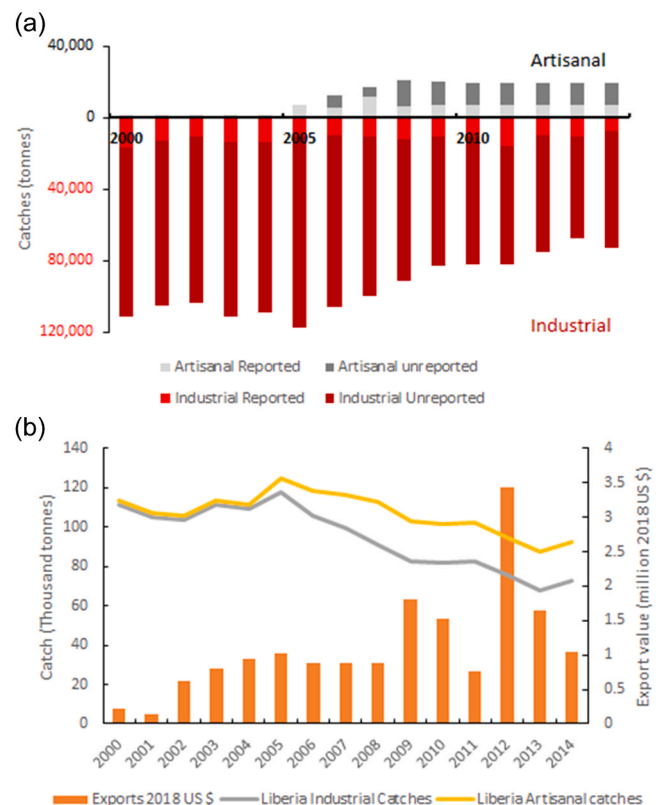 (a)
40,000
Artisanal
0
2000 2005 2010
40,000
80,000
120,000
Industrial
Catches (tonnes)
Artisanal Reported Artisanal unreported
Industrial Reported Industrial Unreported
(b)
140 4
120 3.5
100 3
80 2.5
60 2
40 1.5
20 1
0 0.5
0
Catch (Thousand tonnes)
Export value (million 2018 US $)
2000 2001 2002 2003 2004 2005 2006 2007 2008 2009 2010 2011 2012 2013 2014
Exports 2018 US $ Liberia Industrial Catches Liberia Artisanal catches